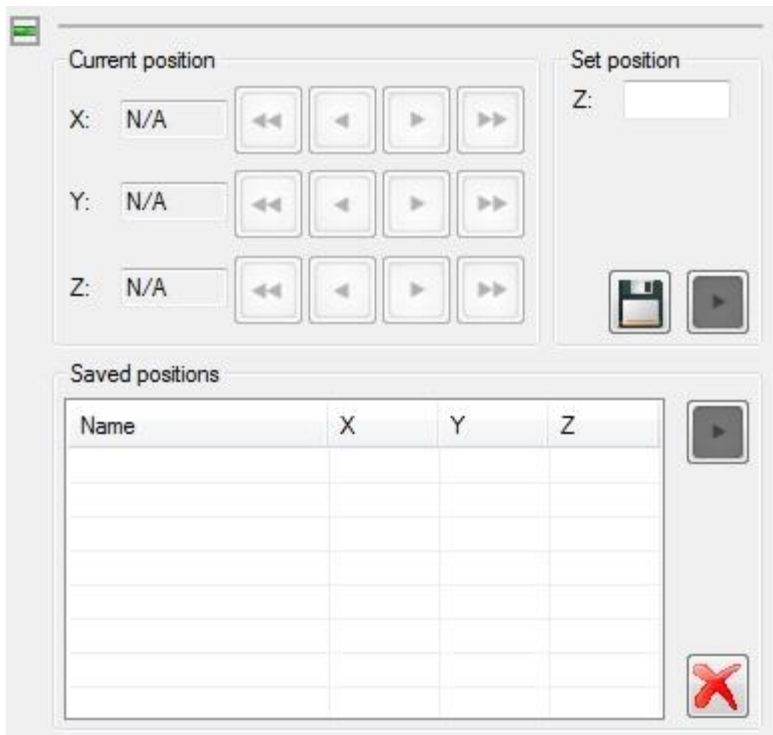 Current position
Set position
X: N/A
Z:
Y: N/A
Z: N/A
Saved positions
Name X Y Z